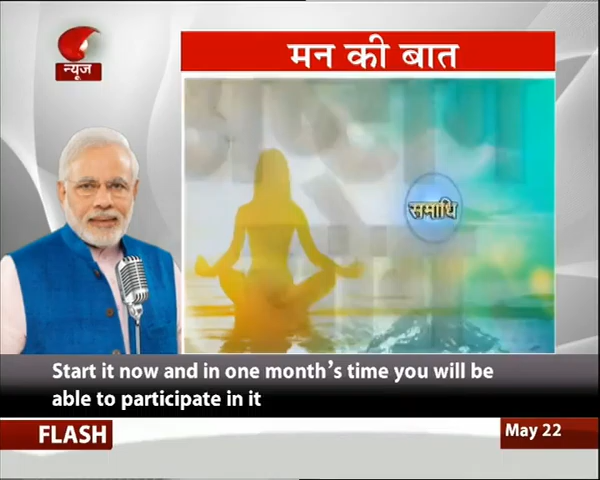 न्यूज़
मन की बात
समाधि
Start it now and in one month's time you will be
able to participate in it
FLASH
May 22